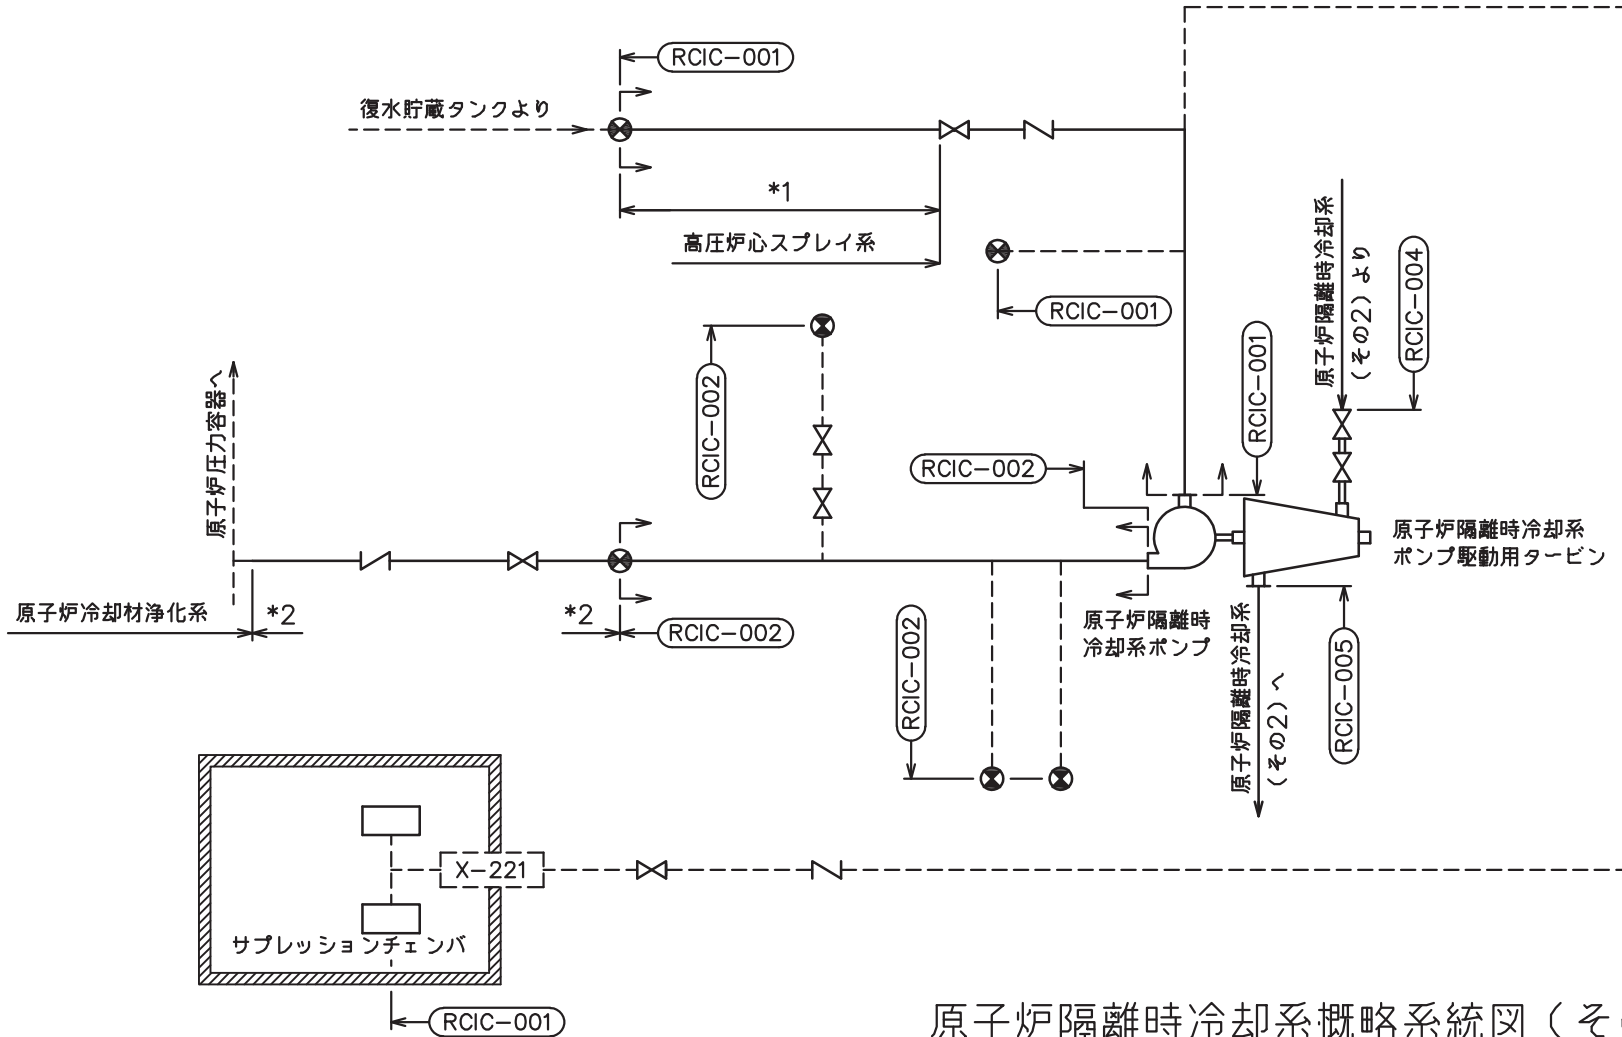 RCIC-001
復水貯蔵タンクより
*1
高圧炉心スプレイ系
RCIC-001
RCIC-002
原子炉圧力容器へ
原子炉隔離時冷却系
(その2)より
RCIC-004
RCIC-001
RCIC-002
原子炉隔離時冷却系
ポンプ駆動用タービン
原子炉冷却材浄化系
*2
*2
RCIC-002
RCIC-002
原子炉隔離時
冷却系ポンプ
原子炉隔離時冷却系
(その2)へ
RCIC-005
X-221
サプレッションチェンバ
RCIC-001
原子炉隔離時冷却系概略系統図(そ